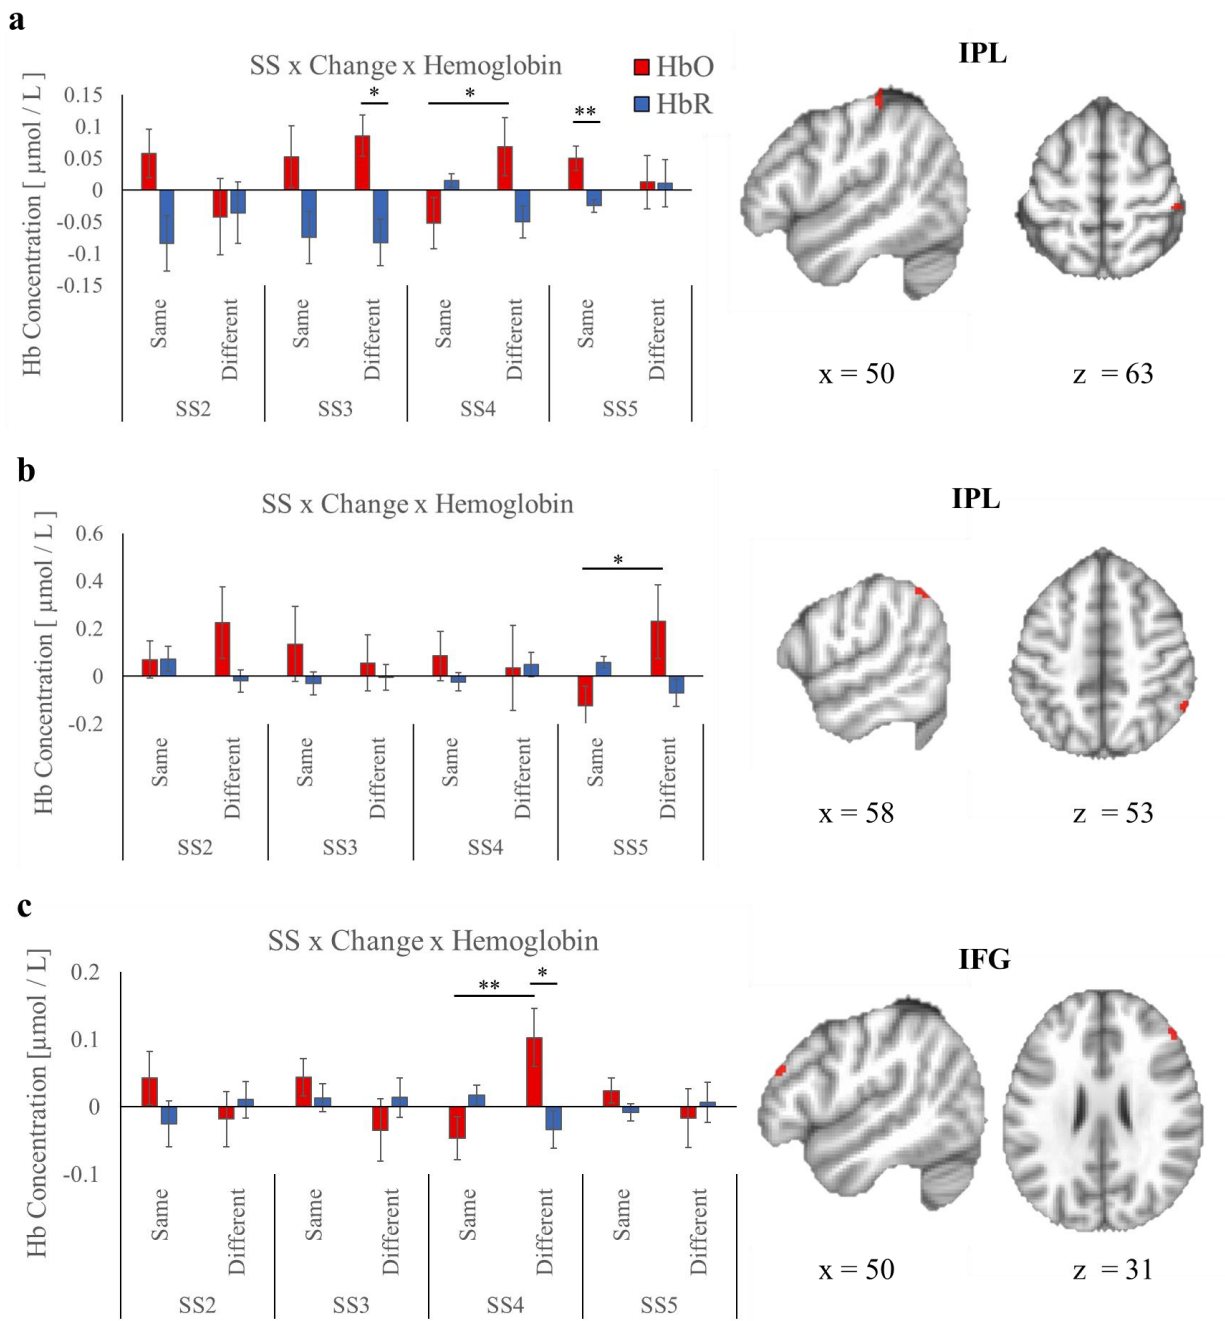 a
SS x Change x Hemoglobin
HbO
HbR
IPL
Hb Concentration [ µmol / L ]
0.15
0.1
0.05
0
-0.05
-0.1
-0.15
*
*
**
Same
Different
Same
Different
Same
Different
Same
Different
SS2
SS3
SS4
SS5
x = 50
z = 63
b
SS x Change x Hemoglobin
IPL
Hb Concentration [ µmol / L ]
0.6
0.4
0.2
0
-0.2
*
Same
Different
Same
Different
Same
Different
Same
Different
SS2
SS3
SS4
SS5
x = 58
z = 53
c
SS x Change x Hemoglobin
IFG
Hb Concentration [µmol / L]
0.2
0.1
0
-0.1
**
*
Same
Different
Same
Different
Same
Different
Same
Different
SS2
SS3
SS4
SS5
x = 50
z = 31